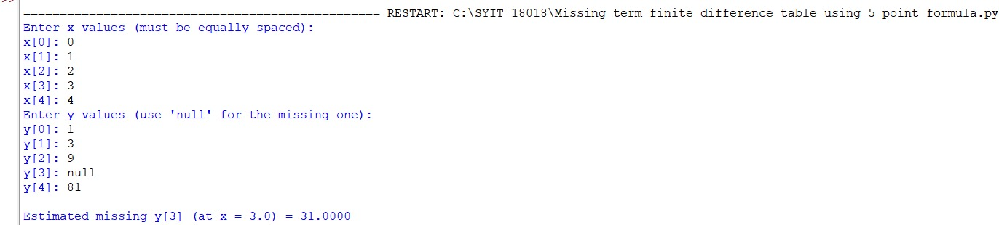 ================================================= RESTART: C:\SYIT 18018\Missing term finite difference table using 5 point formula.py
Enter x values (must be equally spaced):
x[0]: 0
x[1]: 1
x[2]: 2
x[3]: 3
x[4]: 4
Enter y values (use 'null' for the missing one):
y[0]: 1
y[1]: 3
y[2]: 9
y[3]: null
y[4]: 81
Estimated missing y[3] (at x = 3.0) = 31.0000